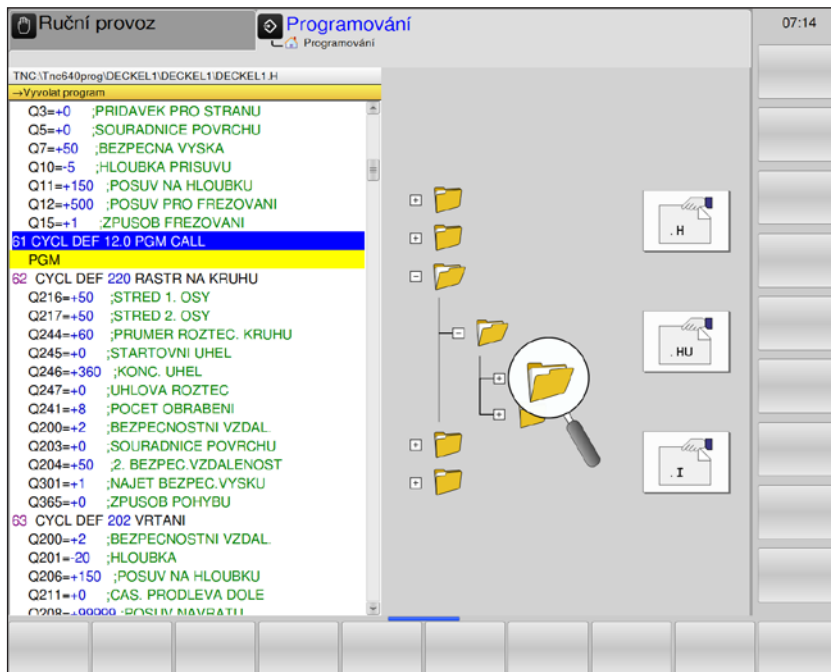 Ruční provoz
Programování
07:14
Programování
TNC:\Tnc640prog\DECKEL1\DECKEL1\DECKEL1.H
→Vyvolat program
Q3=+0 ;PRIDAVEK PRO STRANU
Q5=+0 ;SOURADNICE POVRCHU
Q7=+50 ;BEZPECNA VYSKA
Q10=-5 ;HLOUBKA PRISUVU
Q11=+150 ;POSUV NA HLOUBKU
Q12=+500 ;POSUV PRO FREZOVANI
Q15=+1 ;ZPUSOB FREZOVANI
61 CYCL DEF 12.0 PGM CALL
PGM
62 CYCL DEF 220 RASTR NA KRUHU
Q216=+50 ;STRED 1. OSY
Q217=+50 ;STRED 2. OSY
Q244=+60 ;PRUMER ROZTEC. KRUHU
Q245=+0 ;STARTOVNI UHEL
Q246=+360 ;KONC. UHEL
Q247=+0 ;UHLOVA ROZTEC
Q241=+8 ;POCET OBRABENI
Q200=+2 ;BEZPECNOSTNI VZDAL.
Q203=+0 ;SOURADNICE POVRCHU
Q204=+50 ;2. BEZPEC.VZDALENOST
Q301=+1 ;NAJET BEZPEC.VYSKU
Q365=+0 ;ZPUSOB POHYBU
63 CYCL DEF 202 VRTANI
Q200=+2 ;BEZPECNOSTNI VZDAL.
Q201=-20 ;HLOUBKA
Q206=+150 ;POSUV NA HLOUBKU
Q211=+0 ;CAS. PRODLEVA DOLE
Q208=+99999 ;POSUV NAVRATU
.H
.HU
.I